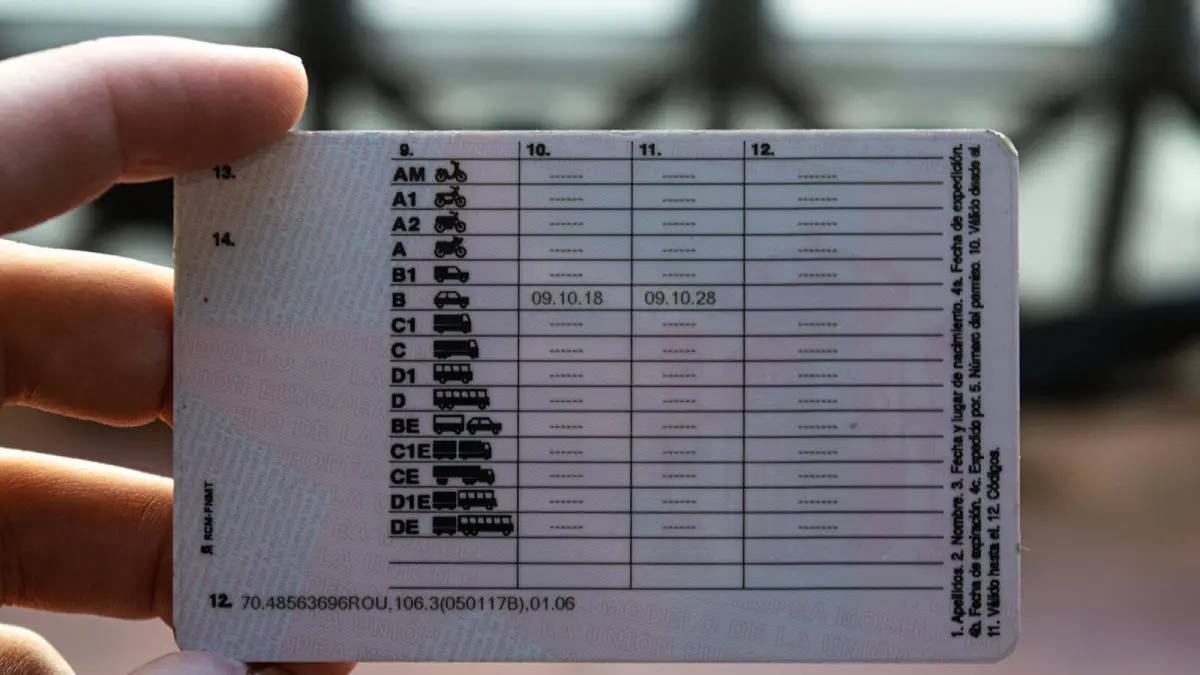 13.
14.
9. 10. 11. 12.
AM ------ ------ -------
A1 ------ ------ -------
A2 ------ ------ -------
A ------ ------ -------
B1 ------ ------ -------
B 09.10.18 09.10.28
C1 ------ ------ -------
C ------ ------ -------
D1 ------ ------ -------
D ------ ------ -------
BE ------ ------ -------
C1E ------ ------ -------
CE ------ ------ -------
D1E ------ ------ -------
DE ------ ------ -------
12. 70.48563696ROU,106.3(050117B),01.06
RCM-FNMT
1. Apellidos. 2. Nombre. 3. Fecha y lugar de nacimiento. 4a. Fecha de expedición.
4b. Fecha de expiración. 4c. Expedido por. 5. Número del permiso. 10. Válido desde el.
11. Válido hasta el. 12. Códigos.